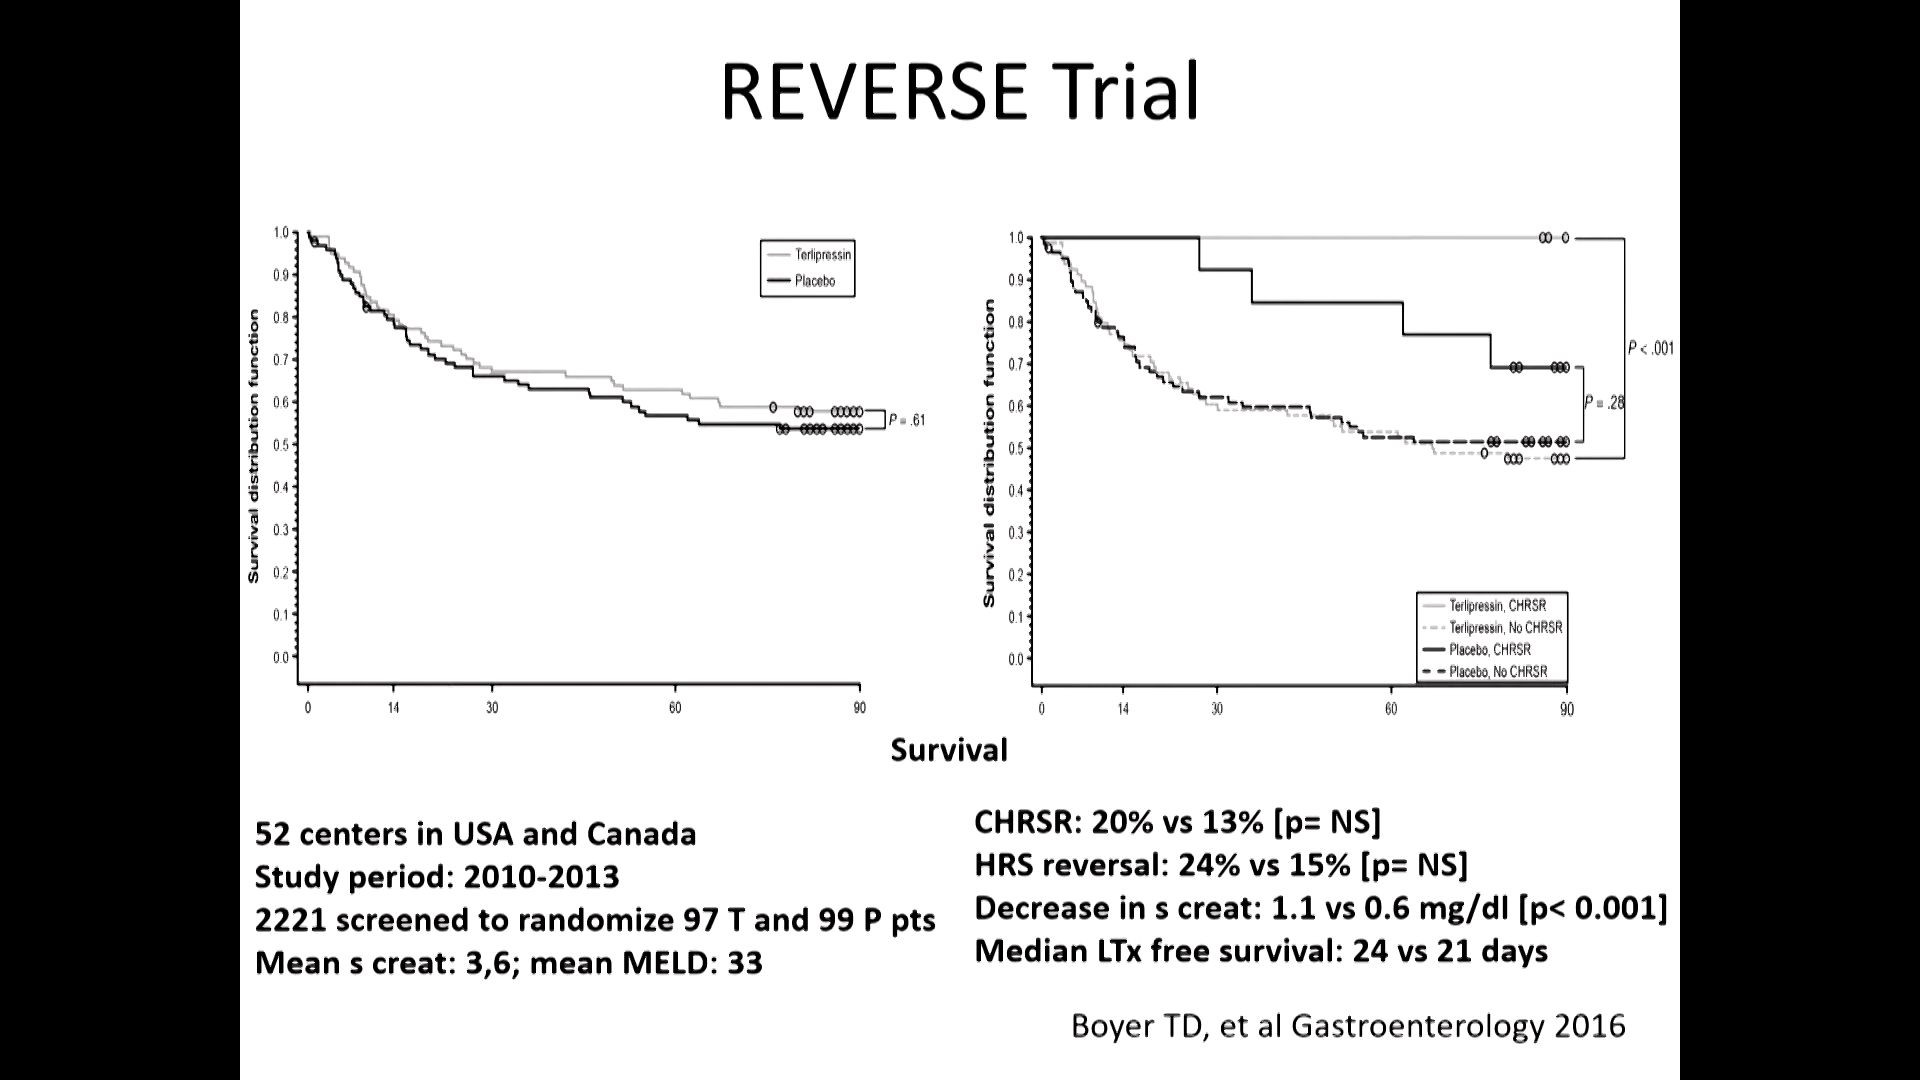 REVERSE Trial
Survival distribution function
1.0
0.9
0.8
0.7
0.6
0.5
0.4
0.3
0.2
0.1
0.0
0 14 30 60 90
Terlipressin
Placebo
P = .61
Survival distribution function
1.0
0.9
0.8
0.7
0.6
0.5
0.4
0.3
0.2
0.1
0.0
0 14 30 60 90
P < .001
P = .28
Terlipressin, CHRSR
Terlipressin, No CHRSR
Placebo, CHRSR
Placebo, No CHRSR
Survival
52 centers in USA and Canada
Study period: 2010-2013
2221 screened to randomize 97 T and 99 P pts
Mean s creat: 3,6; mean MELD: 33
CHRSR: 20% vs 13% [p= NS]
HRS reversal: 24% vs 15% [p= NS]
Decrease in s creat: 1.1 vs 0.6 mg/dl [p< 0.001]
Median LTx free survival: 24 vs 21 days
Boyer TD, et al Gastroenterology 2016